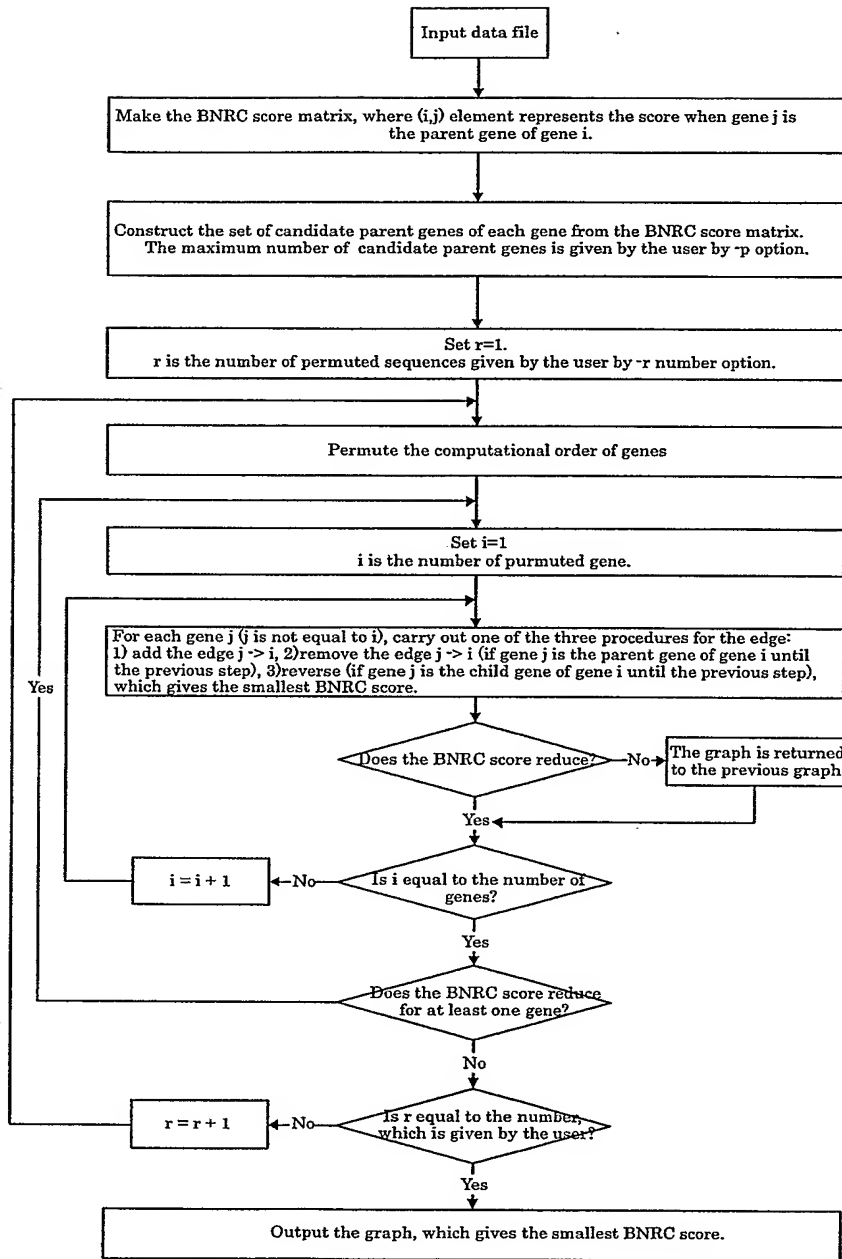 Input data file
Make the BNRC score matrix, where (i,j) element represents the score when gene j is
the parent gene of gene i.
Construct the set of candidate parent genes of each gene from the BNRC score matrix.
The maximum number of candidate parent genes is given by the user by -p option.
Set r=1.
r is the number of permuted sequences given by the user by -r number option.
Permute the computational order of genes
Set i=1
i is the number of purmuted gene.
For each gene j (j is not equal to i), carry out one of the three procedures for the edge:
1) add the edge j -> i, 2)remove the edge j -> i (if gene j is the parent gene of gene i until
the previous step), 3)reverse (if gene j is the child gene of gene i until the previous step),
which gives the smallest BNRC score.
Yes
Does the BNRC score reduce?
No
The graph is returned
to the previous graph
Yes
i = i + 1
No
Is i equal to the number of
genes?
Yes
Does the BNRC score reduce
for at least one gene?
No
r = r + 1
No
Is r equal to the number,
which is given by the user?
Yes
Output the graph, which gives the smallest BNRC score.